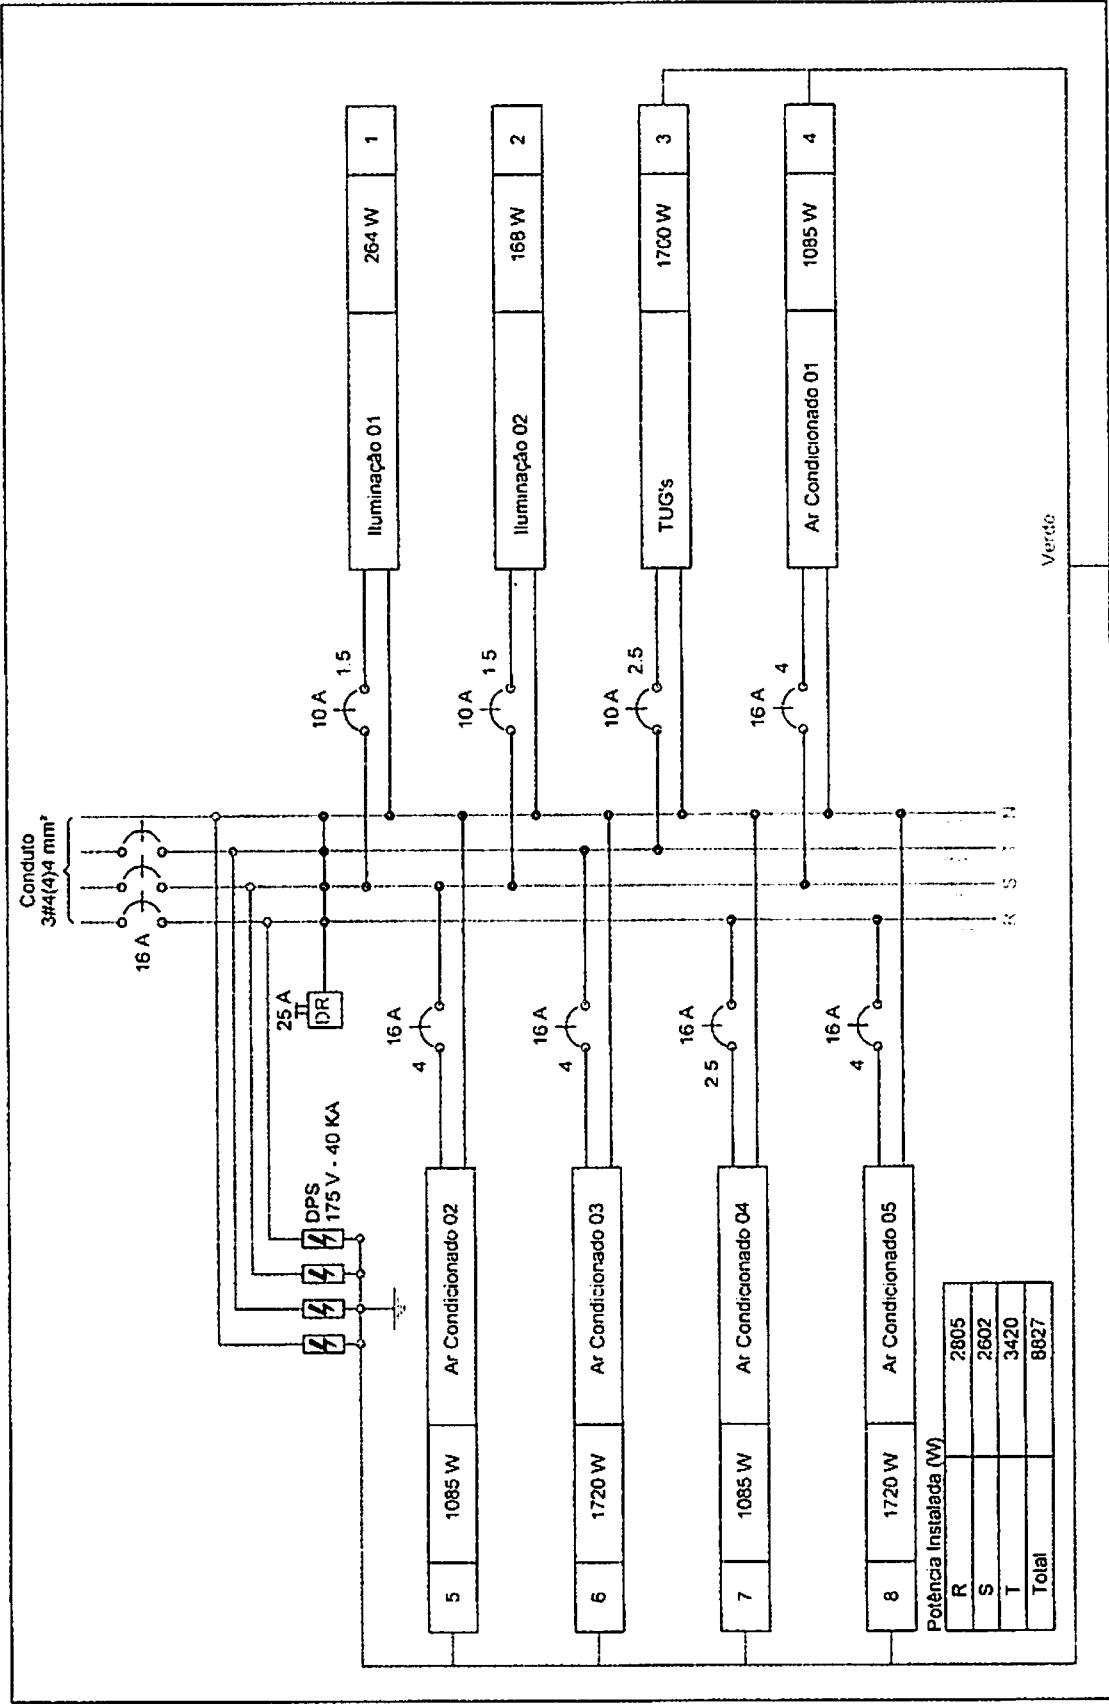 Conduto
3#4(4)4 mm²
16 A
25 A
DR
DPS
175 V - 40 KA
10 A
1.5
Iluminação 01
264 W
1
10 A
1 5
Iluminação 02
168 W
2
10 A
2.5
TUG's
1700 W
3
16 A
4
Ar Condicionado 01
1085 W
4
5
1085 W
Ar Condicionado 02
4
16 A
6
1720 W
Ar Condicionado 03
4
16 A
7
1085 W
Ar Condicionado 04
2 5
16 A
8
1720 W
Ar Condicionado 05
4
16 A
R
S
T
N
Verde
Potência Instalada (W)
R 2805
S 2602
T 3420
Total 8827